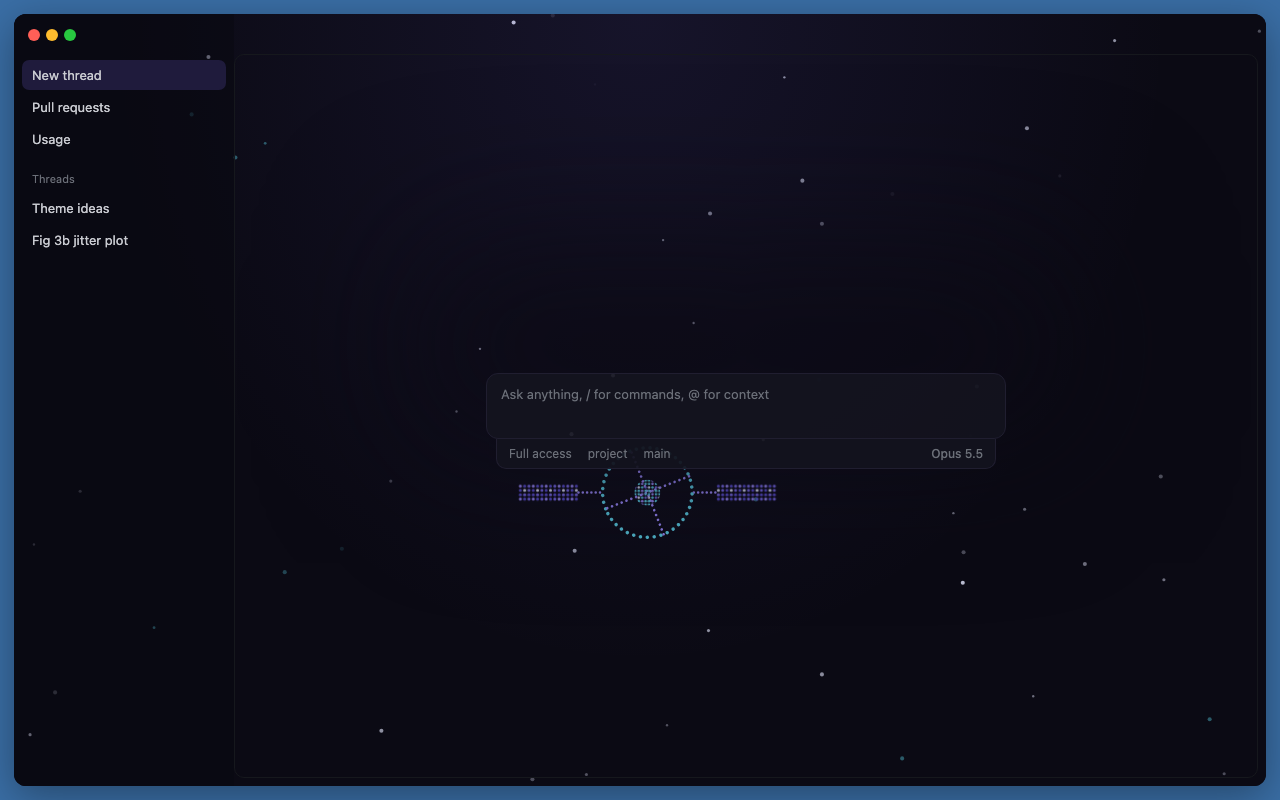 New thread
Pull requests
Usage
Threads
Theme ideas
Fig 3b jitter plot
Ask anything, / for commands, @ for context
Full access project main Opus 5.5